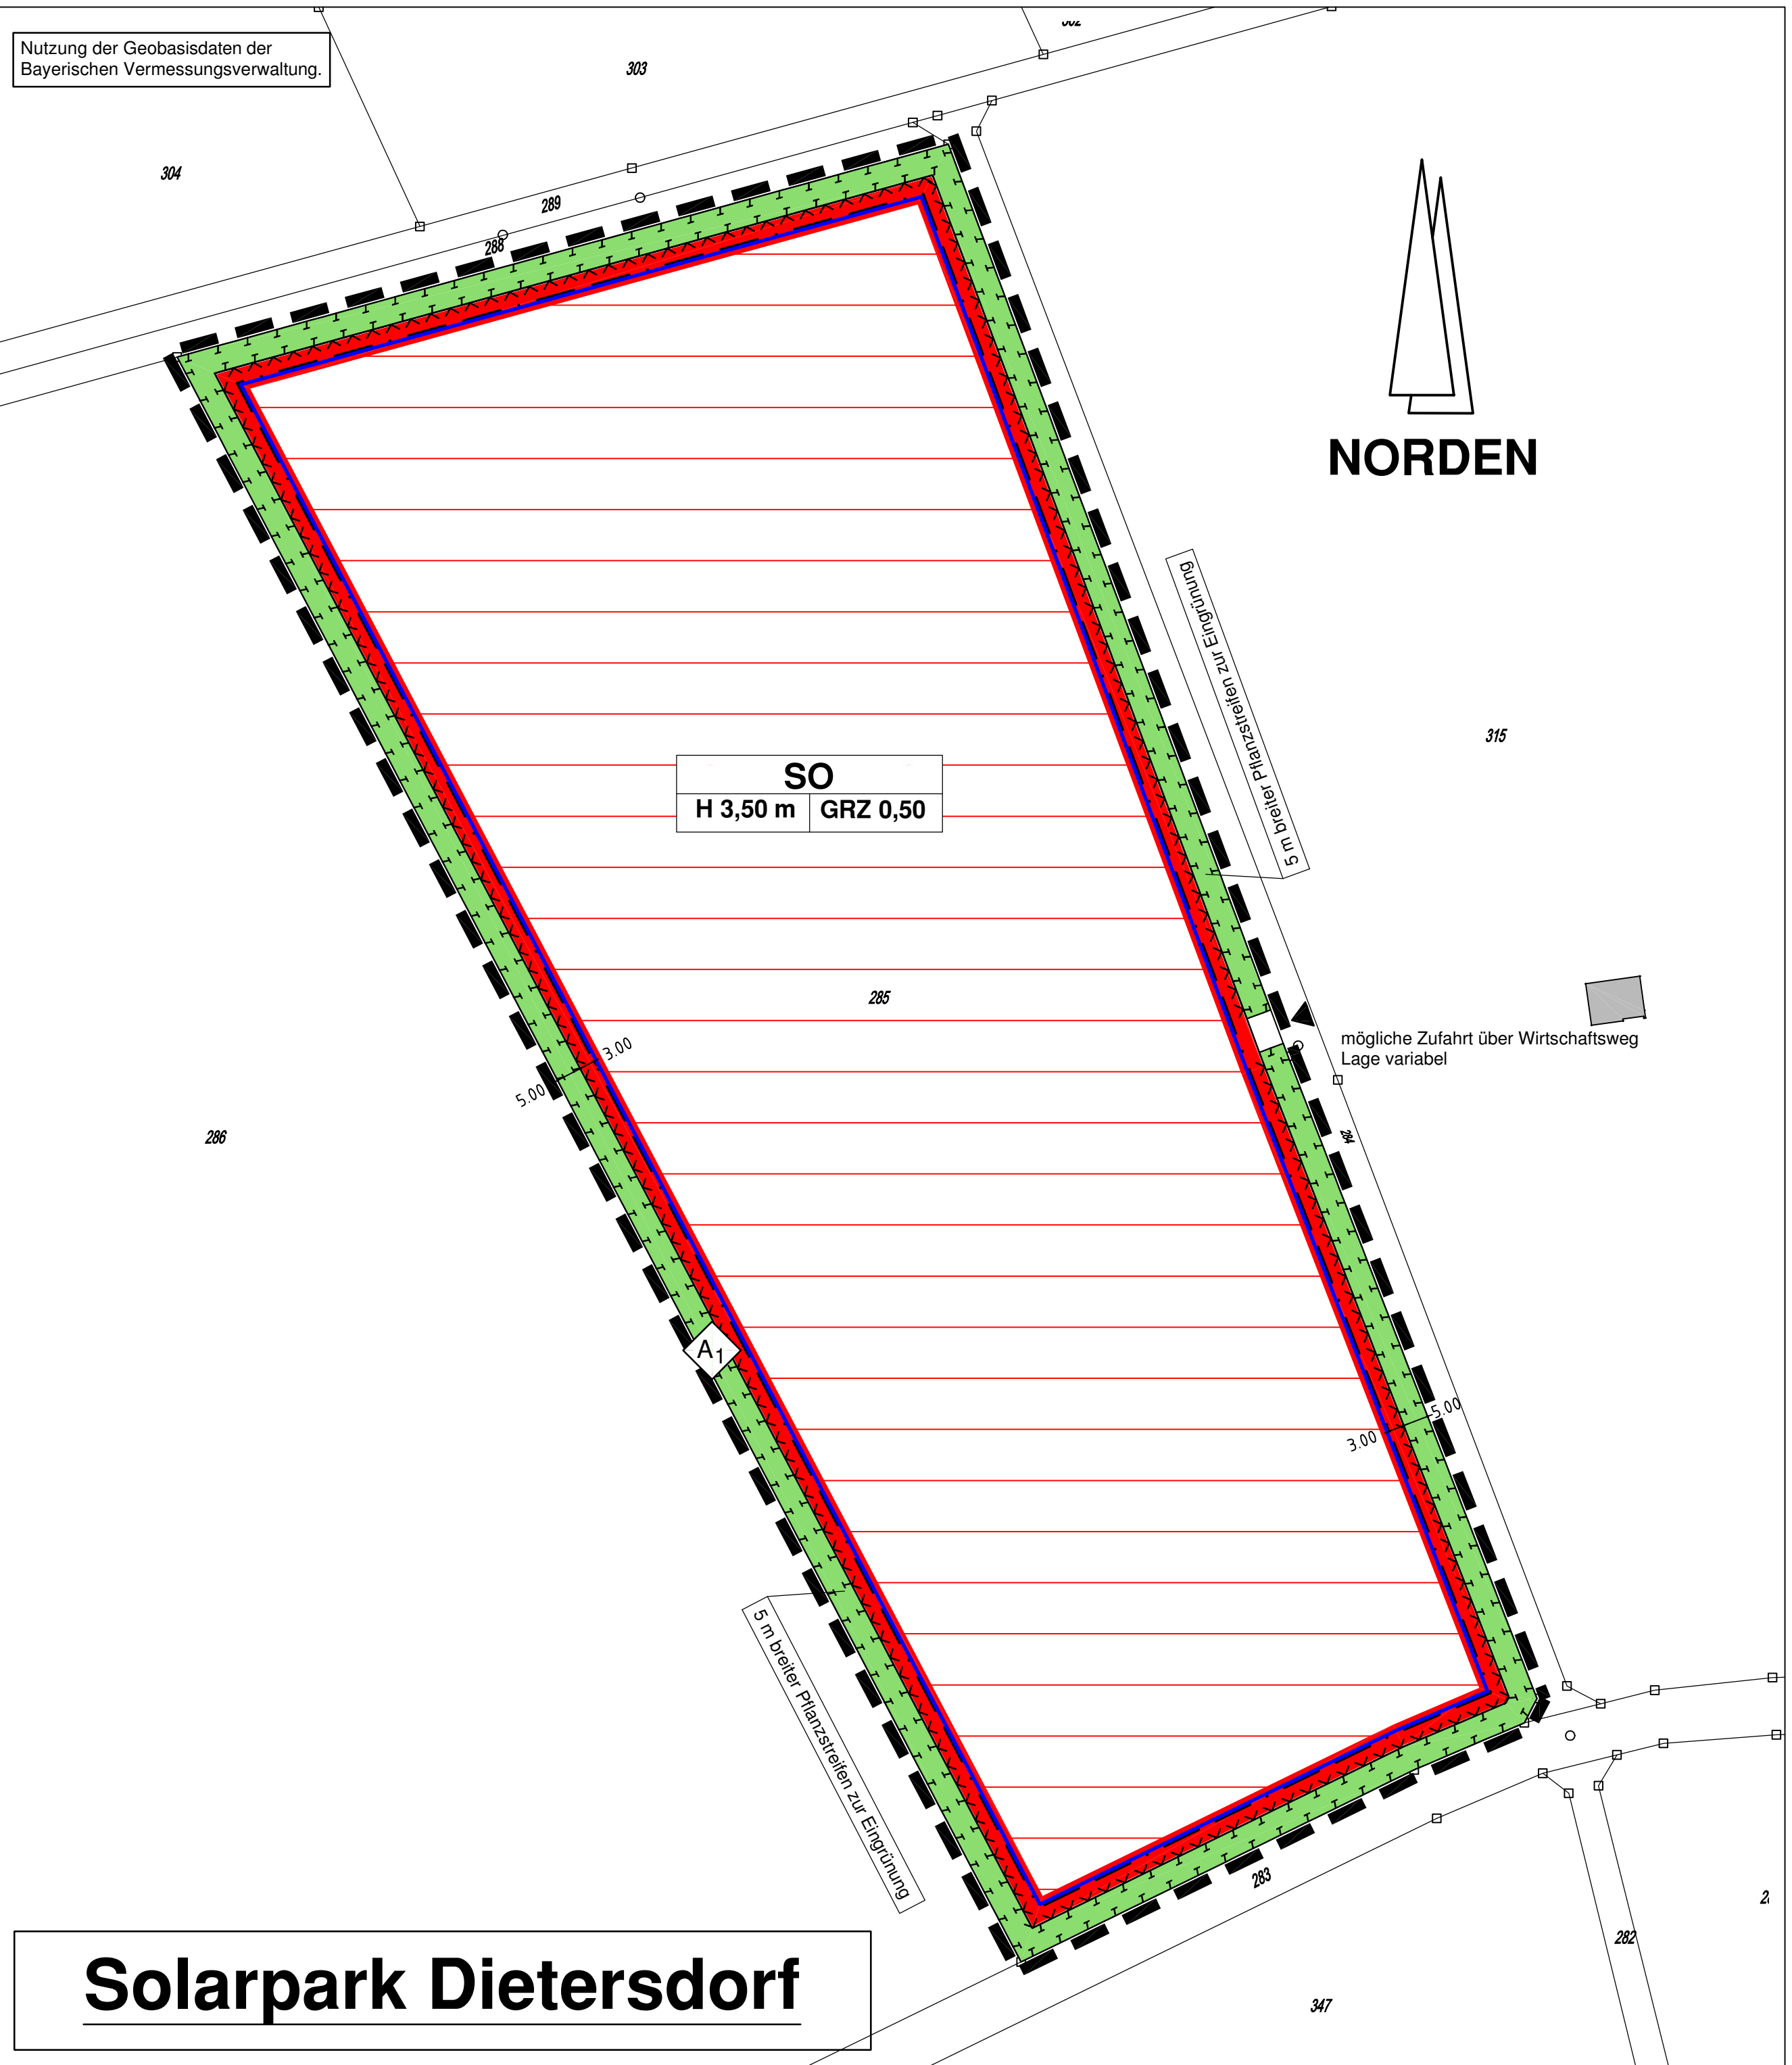 Nutzung der Geobasisdaten der
Bayerischen Vermessungsverwaltung.
303
304
289
288
NORDEN
5 m breiter Pflanzstreifen zur Eingrünung
315
SO
H 3,50 m
GRZ 0,50
285
mögliche Zufahrt über Wirtschaftsweg
Lage variabel
3.00
5.00
286
284
A1
5.00
3.00
5 m breiter Pflanzstreifen zur Eingrünung
283
282
347
Solarpark Dietersdorf